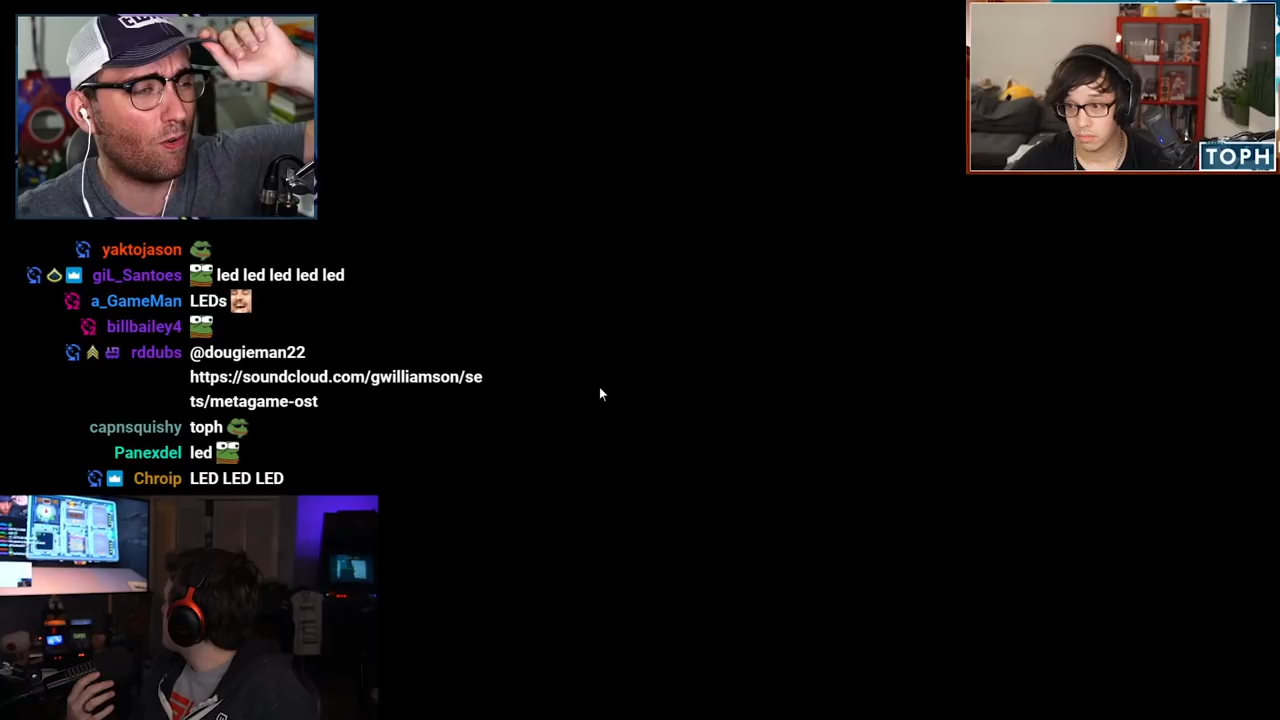 TOPH
yaktojason
giL_Santoes led led led led led
a_GameMan LEDs
billbailey4
rddubs @dougieman22
https://soundcloud.com/gwilliamson/se
ts/metagame-ost
capnsquishy toph
Panexdel led
Chroip LED LED LED